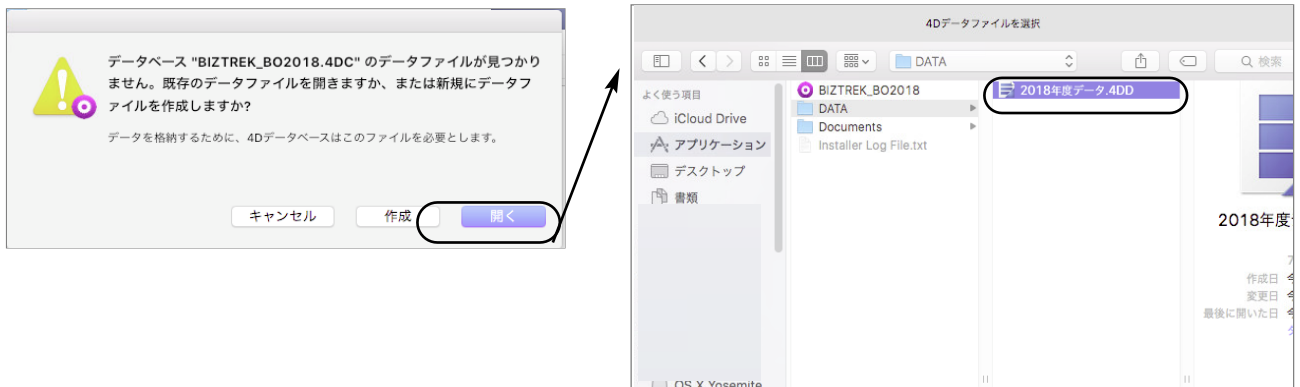 データベース "BIZTREK_BO2018.4DC" のデータファイルが見つかり
ません。既存のデータファイルを開きますか、または新規にデータフ
ァイルを作成しますか?
データを格納するために、4Dデータベースはこのファイルを必要とします。
キャンセル
作成
開く
4Dデータファイルを選択
DATA
検索
よく使う項目
iCloud Drive
アプリケーション
デスクトップ
書類
OS X Yosemite
BIZTREK_BO2018
DATA
Documents
Installer Log File.txt
2018年度データ.4DD
2018年度
作成日
変更日
最後に開いた日